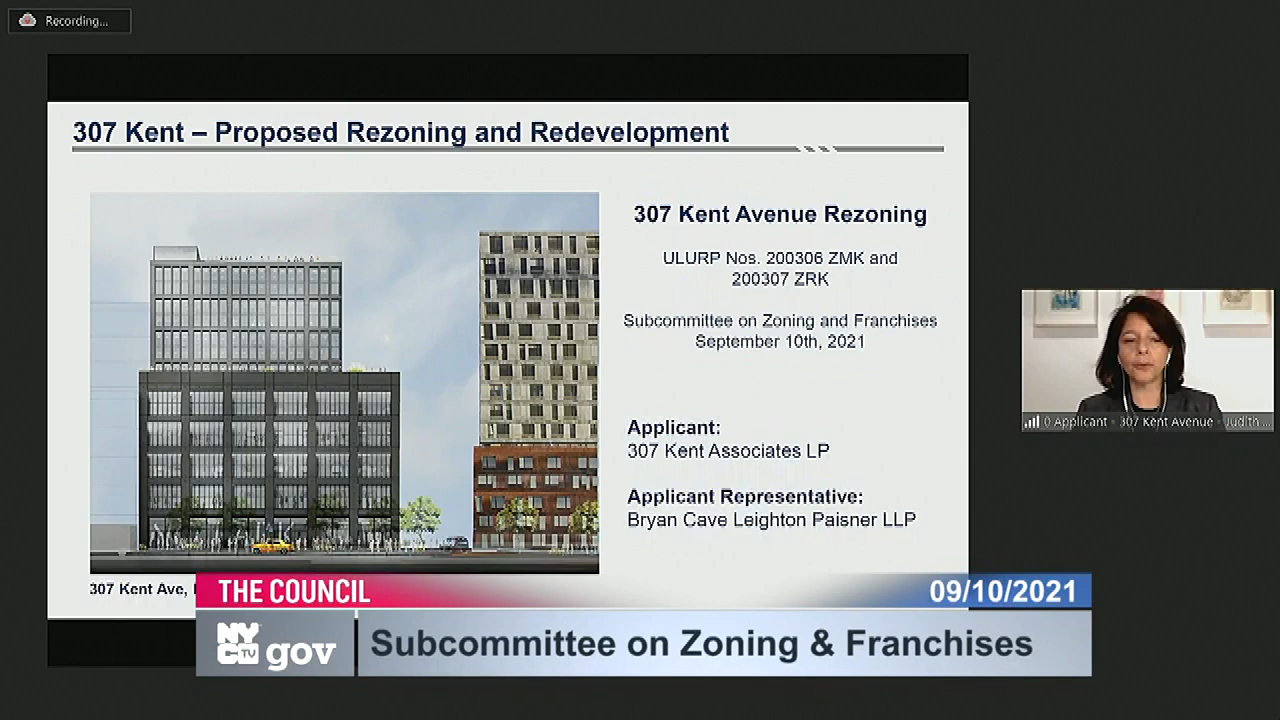 Recording...
307 Kent – Proposed Rezoning and Redevelopment
307 Kent Avenue Rezoning
ULURP Nos. 200306 ZMK and
200307 ZRK
Subcommittee on Zoning and Franchises
September 10th, 2021
Applicant:
307 Kent Associates LP
Applicant Representative:
Bryan Cave Leighton Paisner LLP
0 Applicant - 307 Kent Avenue - Judith ...
307 Kent Ave,
THE COUNCIL
09/10/2021
NYC TV gov
Subcommittee on Zoning & Franchises